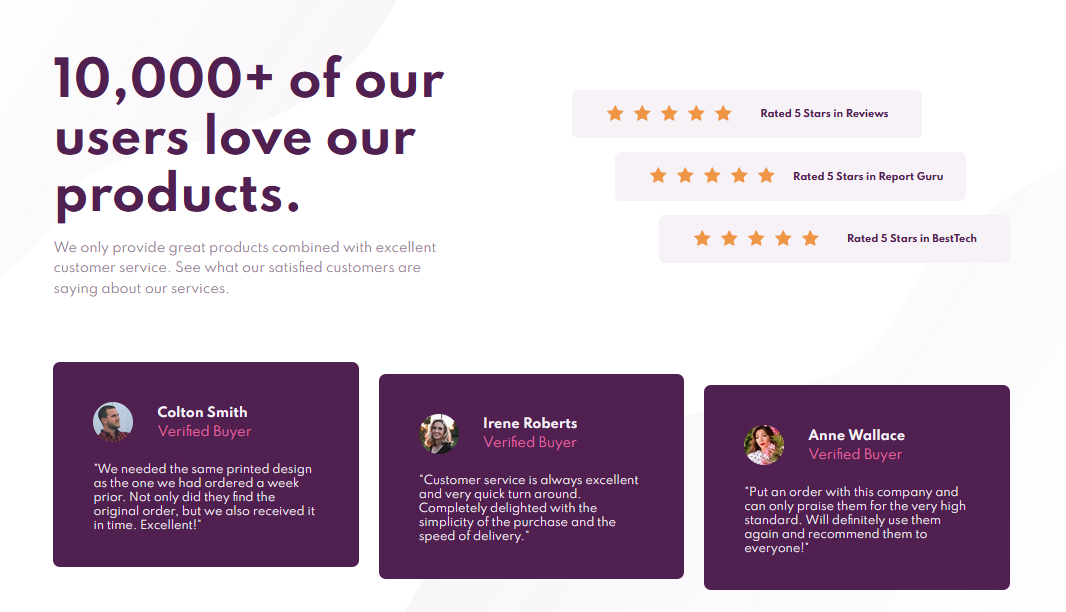 10,000+ of our
users love our
products.
We only provide great products combined with excellent
customer service. See what our satisfied customers are
saying about our services.
Rated 5 Stars in Reviews
Rated 5 Stars in Report Guru
Rated 5 Stars in BestTech
Colton Smith
Verified Buyer
"We needed the same printed design
as the one we had ordered a week
prior. Not only did they find the
original order, but we also received it
in time. Excellent!"
Irene Roberts
Verified Buyer
"Customer service is always excellent
and very quick turn around.
Completely delighted with the
simplicity of the purchase and the
speed of delivery."
Anne Wallace
Verified Buyer
"Put an order with this company and
can only praise them for the very high
standard. Will definitely use them
again and recommend them to
everyone!"